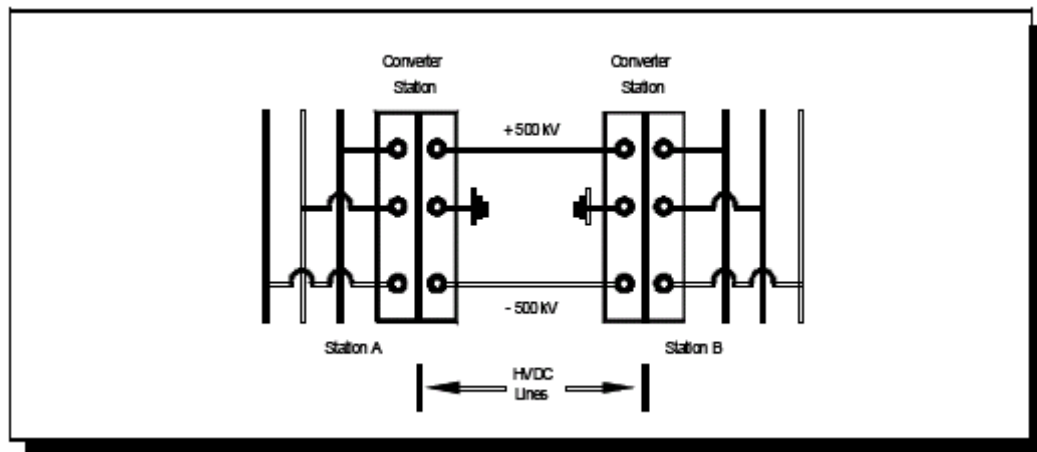 Converter
Station
Converter
Station
+ 500 kV
- 500 kV
Station A
Station B
HVDC
Lines